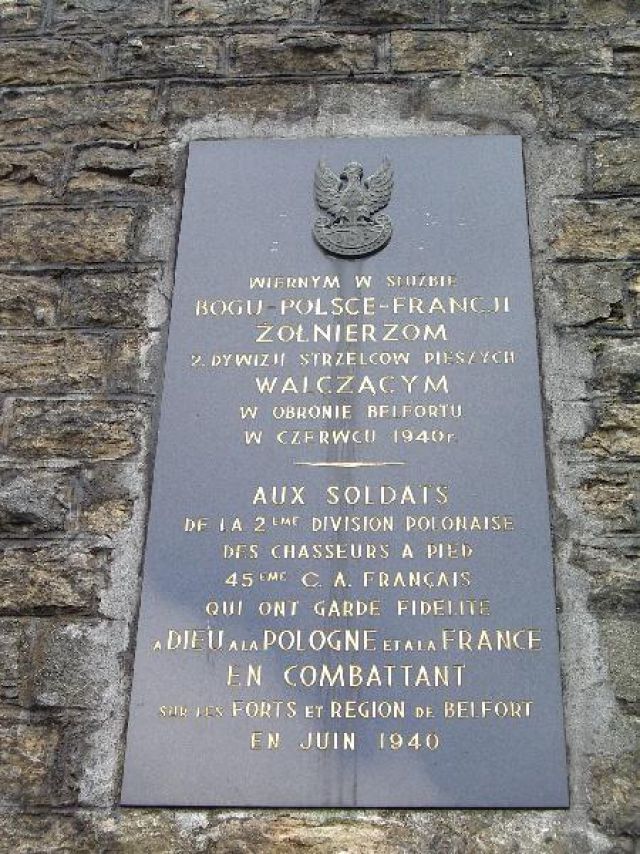 WIERNYM W SŁUŻBIE
BOGU-POLSCE-FRANCJI
ŻOŁNIERZOM
2. DYWIZJI STRZELCÓW PIESZYCH
WALCZĄCYM
W OBRONIE BELFORTU
W CZERWCU 1940r.
AUX SOLDATS
DE LA 2ÈME DIVISION POLONAISE
DES CHASSEURS A PIED
45ÈME C. A. FRANÇAIS
QUI ONT GARDE FIDELITE
A DIEU A LA POLOGNE ET A LA FRANCE
EN COMBATTANT
SUR LES FORTS ET REGION DE BELFORT
EN JUIN 1940